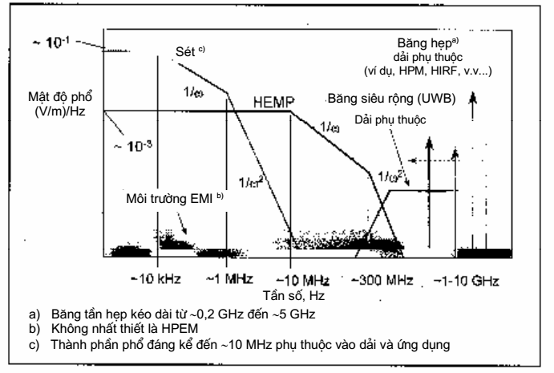 ~ 10⁻¹
Sét c)
Băng hẹp a)
dải phụ thuộc
(ví dụ, HPM, HIRF, v.v...)
Mật độ phổ
(V/m)/Hz
1/ω
HEMP
Băng siêu rộng (UWB)
Dải phụ thuộc
1/ω
~ 10⁻³
1/ω²
1/ω²
Môi trường EMI b)
~10 kHz
~1 MHz
~10 MHz
~300 MHz
~1-10 GHz
Tần số, Hz
a) Băng tần hẹp kéo dài từ ~0,2 GHz đến ~5 GHz
b) Không nhất thiết là HPEM
c) Thành phần phổ đáng kể đến ~10 MHz phụ thuộc vào dải và ứng dụng